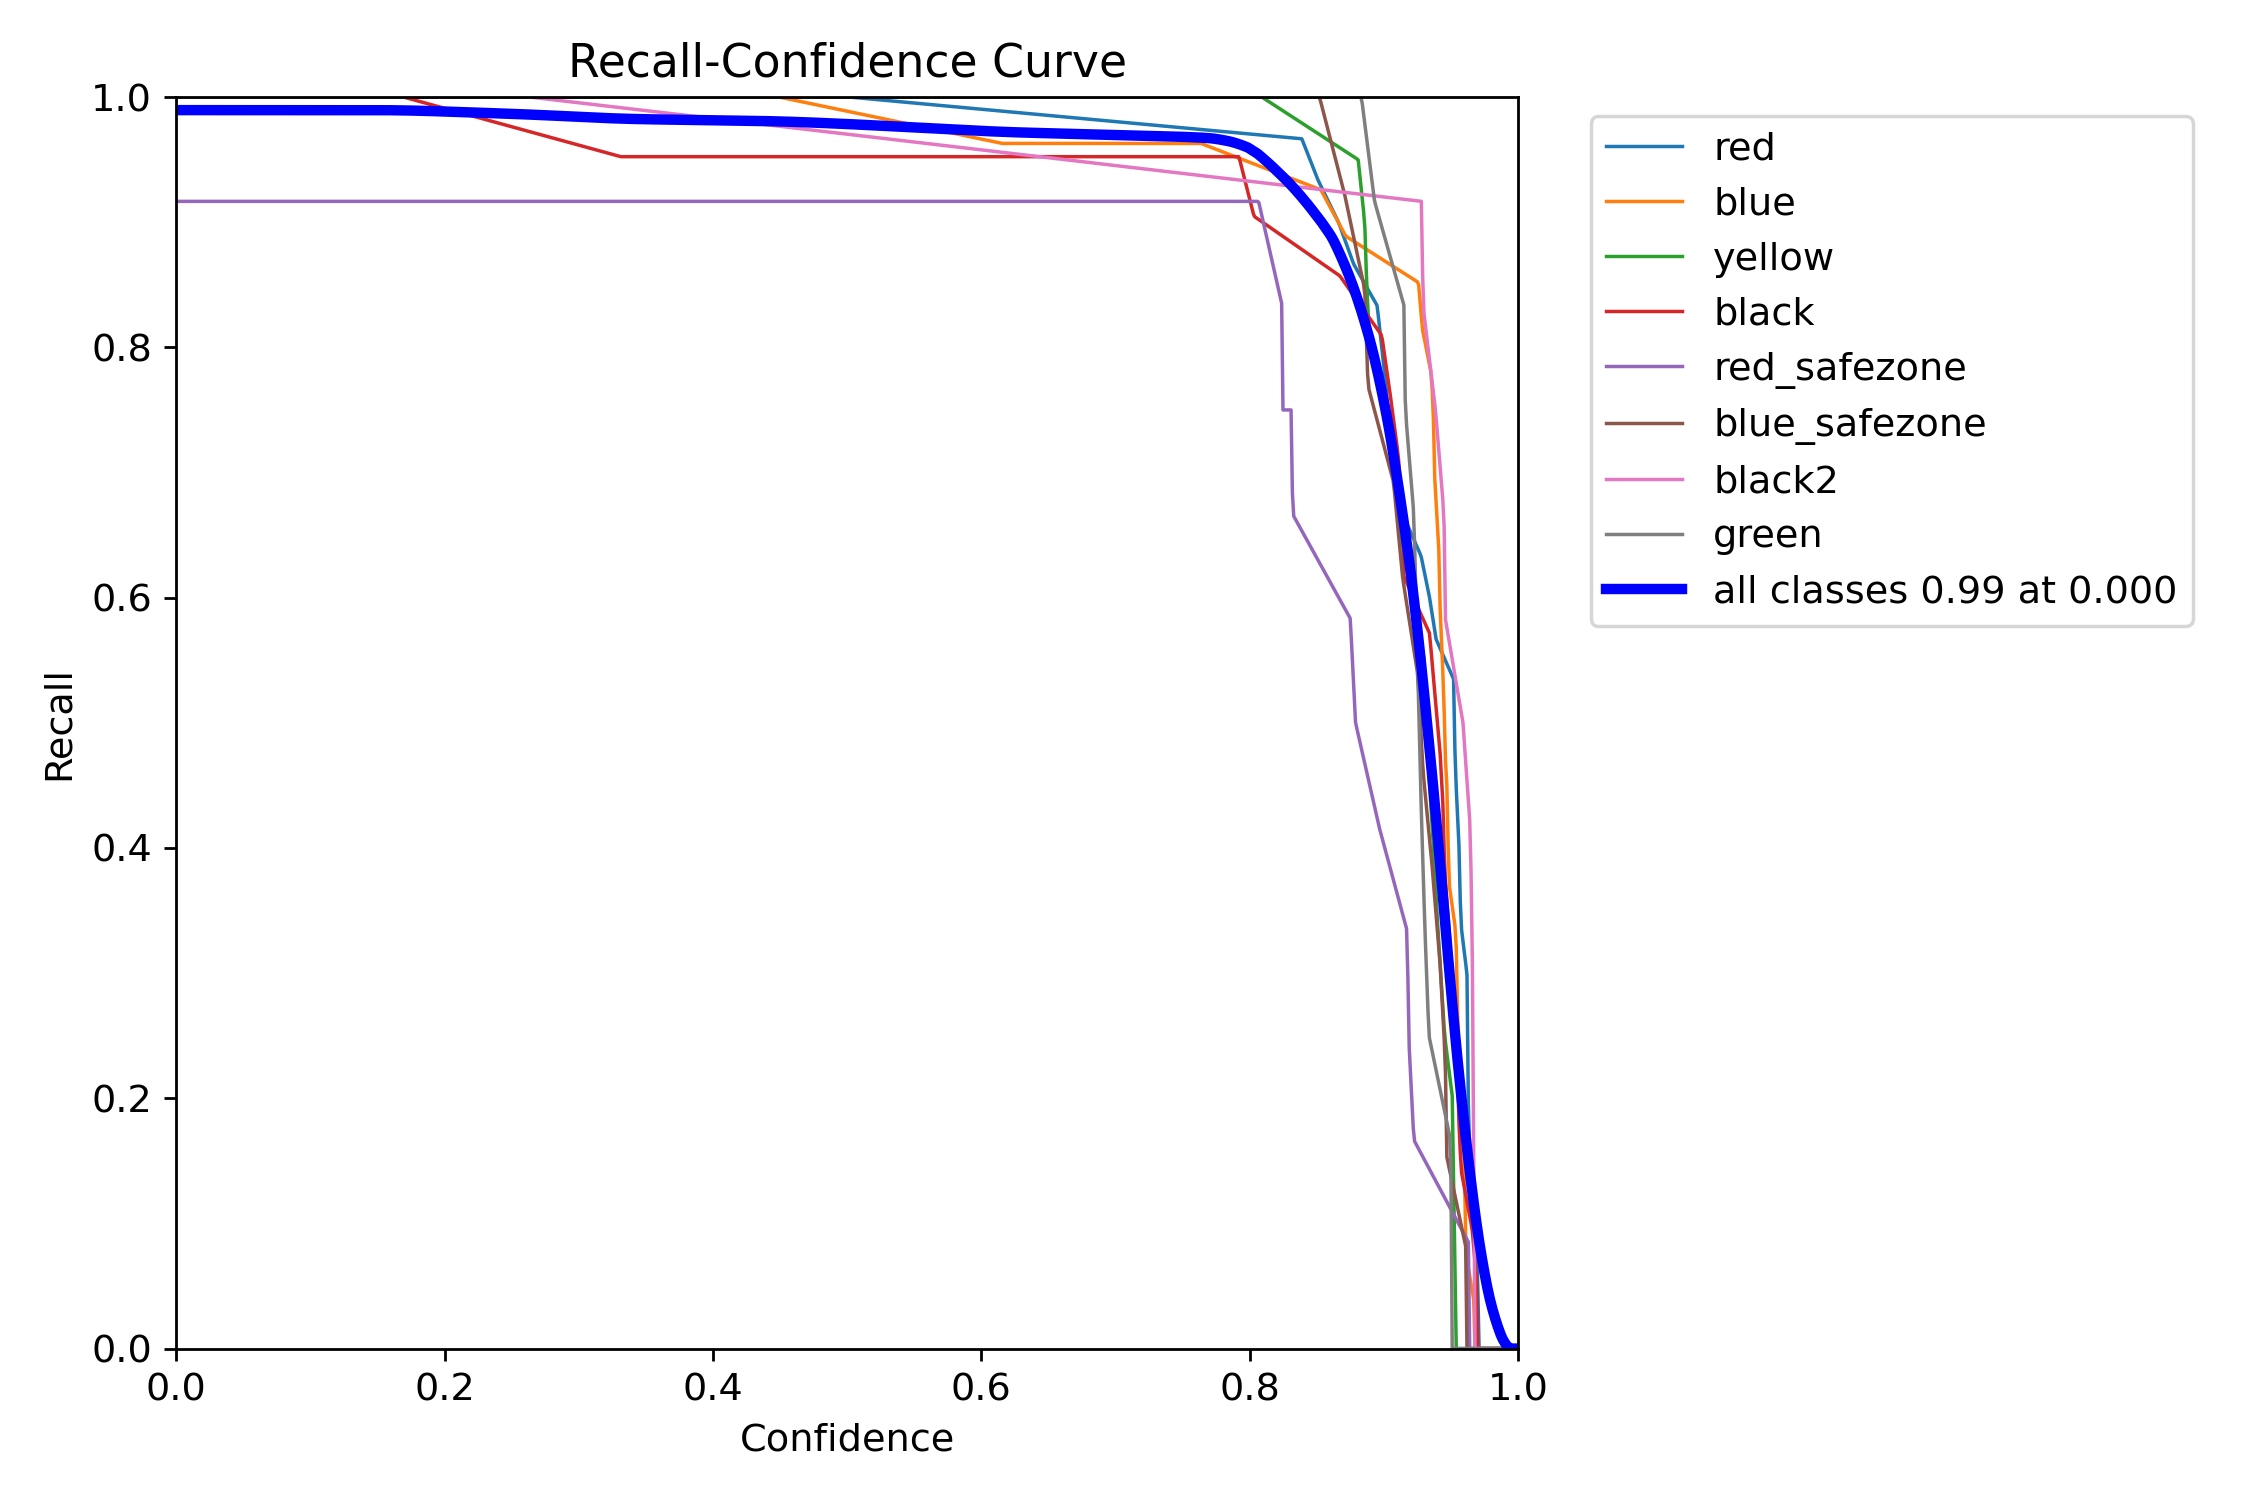 Recall-Confidence Curve
1.0
0.8
0.6
0.4
0.2
0.0
Recall
0.0 0.2 0.4 0.6 0.8 1.0
Confidence
red
blue
yellow
black
red_safezone
blue_safezone
black2
green
all classes 0.99 at 0.000